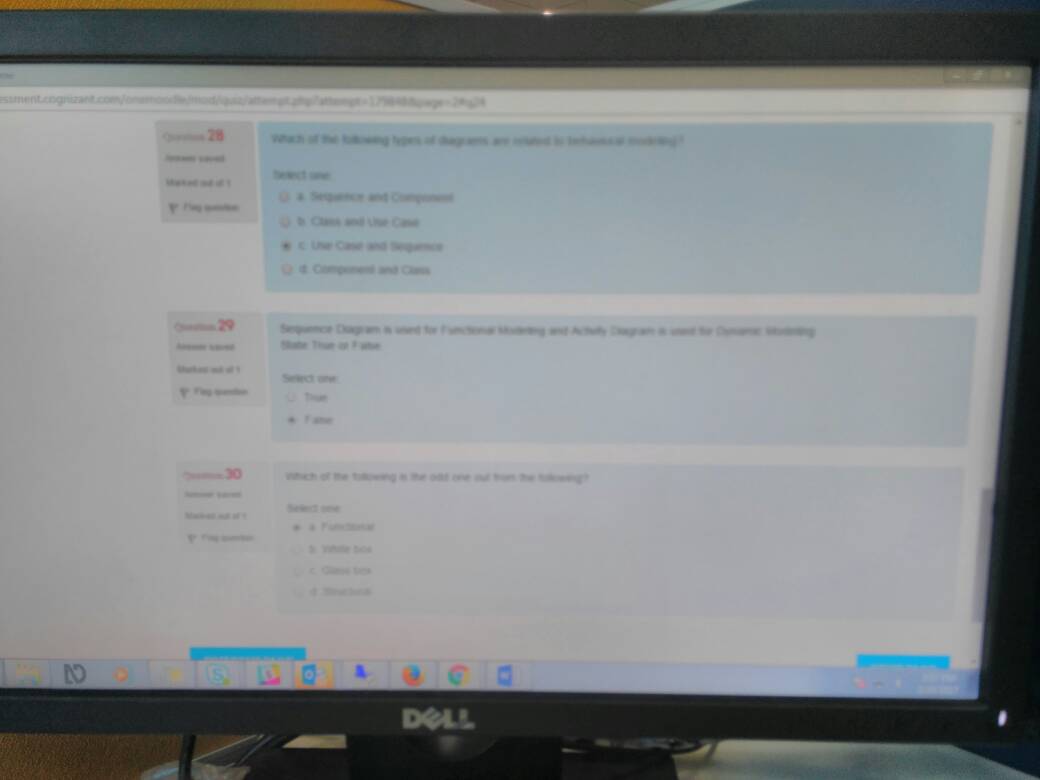 essment.cognizant.com/onemoodle/mod/quiz/attempt.php?attempt=179848&page=2#q24
Question 28
Answer saved
Marked out of 1
Flag question
Which of the following types of diagrams are related to behavioural modeling?
Select one:
a. Sequence and Component
b. Class and Use Case
c. Use Case and Sequence
d. Component and Class
Question 29
Answer saved
Marked out of 1
Flag question
Sequence Diagram is used for Functional Modeling and Activity Diagram is used for Dynamic Modeling.
State True or False
Select one:
True
False
Question 30
Answer saved
Marked out of 1
Flag question
Which of the following is the odd one out from the following?
Select one:
a. Functional
b. White box
c. Glass box
d. Structural
DELL